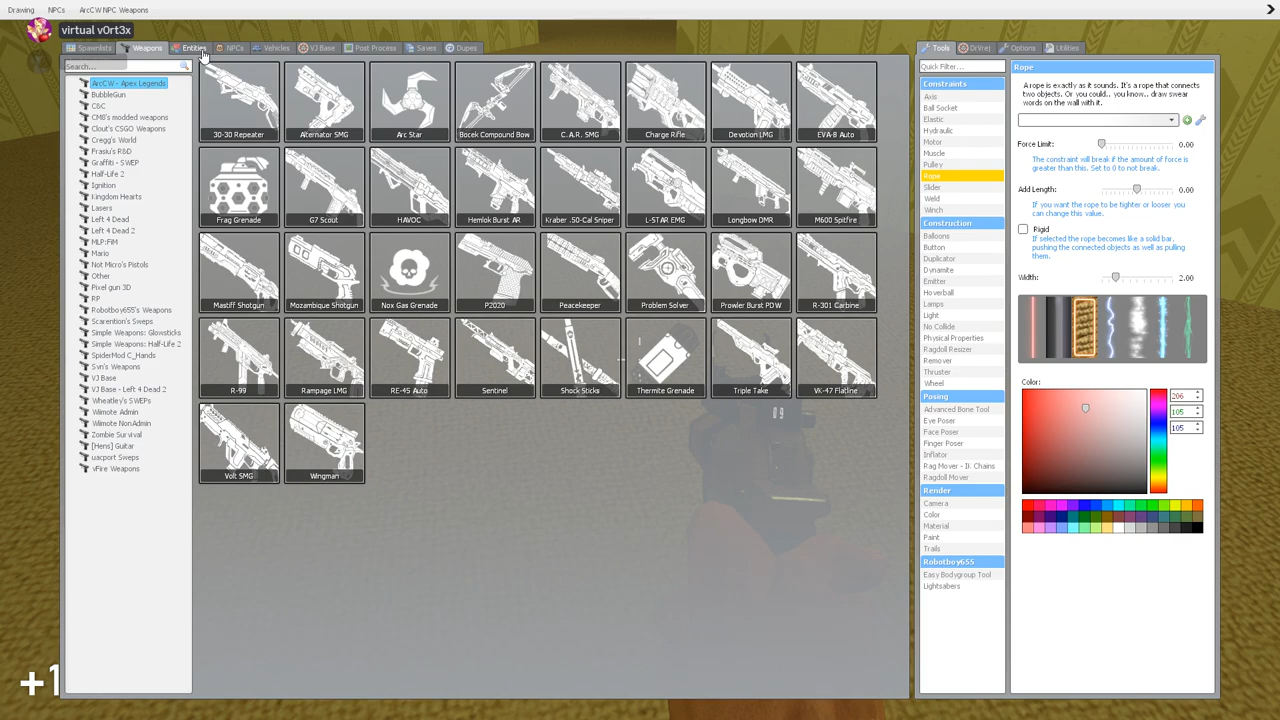 Drawing NPCs ArcCW NPC Weapons
virtual v0rt3x
Spawnlists Weapons Entities NPCs Vehicles VJ Base Post Process Saves Dupes
Search...
ArcCW - Apex Legends
BubbleGun
C&C
CM8's modded weapons
Clout's CSGO Weapons
Cregg's World
Frasiu's R&D
Graffiti - SWEP
Half-Life 2
Ignition
Kingdom Hearts
Lasers
Left 4 Dead
Left 4 Dead 2
MLP:FiM
Mario
Not Micro's Pistols
Other
Pixel gun 3D
RP
Robotboy655's Weapons
Scarention's Sweps
Simple Weapons: Glowsticks
Simple Weapons: Half-Life 2
SpiderMod C_Hands
Svn's Weapons
VJ Base
VJ Base - Left 4 Dead 2
Wheatley's SWEPs
Wiimote Admin
Wiimote NonAdmin
Zombie Survival
[Hens] Guitar
uacport Sweps
vFire Weapons
30-30 Repeater Alternator SMG Arc Star Bocek Compound Bow C.A.R. SMG Charge Rifle Devotion LMG EVA-8 Auto
Frag Grenade G7 Scout HAVOC Hemlok Burst AR Kraber .50-Cal Sniper L-STAR EMG Longbow DMR M600 Spitfire
Mastiff Shotgun Mozambique Shotgun Nox Gas Grenade P2020 Peacekeeper Problem Solver Prowler Burst PDW R-301 Carbine
R-99 Rampage LMG RE-45 Auto Sentinel Shock Sticks Thermite Grenade Triple Take VK-47 Flatline
Volt SMG Wingman
+1
Tools DrVrej Options Utilities
Quick Filter...
Constraints
Axis
Ball Socket
Elastic
Hydraulic
Motor
Muscle
Pulley
Rope
Slider
Weld
Winch
Construction
Balloons
Button
Duplicator
Dynamite
Emitter
Hoverball
Lamps
Light
No Collide
Physical Properties
Ragdoll Resizer
Remover
Thruster
Wheel
Posing
Advanced Bone Tool
Eye Poser
Face Poser
Finger Poser
Inflator
Rag Mover - IK Chains
Ragdoll Mover
Render
Camera
Color
Material
Paint
Trails
Robotboy655
Easy Bodygroup Tool
Lightsabers
Rope
A rope is exactly as it sounds. It's a rope that connects
two objects. Or you could.. you know.. draw swear
words on the wall with it.
Force Limit: 0.00
The constraint will break if the amount of force is
greater than this. Set to 0 to not break.
Add Length: 0.00
If you want the rope to be tighter or looser you
can change this value.
Rigid
If selected the rope becomes like a solid bar,
pushing the connected objects as well as pulling
them.
Width: 2.00
Color:
206
105
105